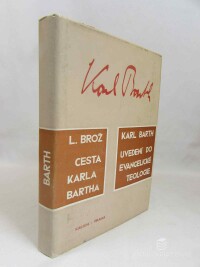 Karl Barth
BARTH
L. BROŽ
CESTA
KARLA
BARTHA
KARL BARTH
UVEDENÍ DO
EVANGELICKÉ
TEOLOGIE